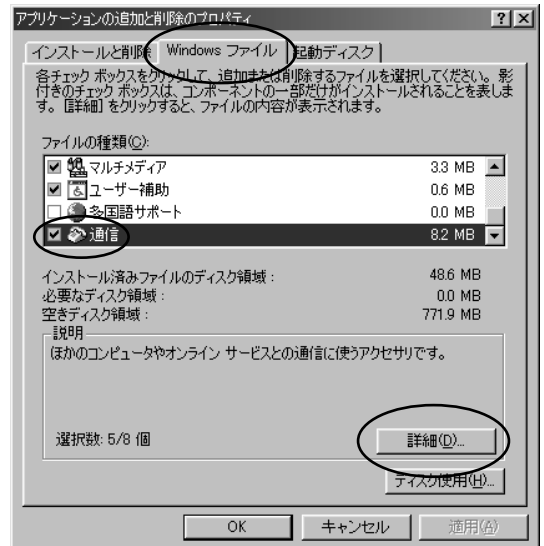 アプリケーションの追加と削除のプロパティ
インストールと削除 Windows ファイル 起動ディスク
各チェック ボックスをクリックして、追加または削除するファイルを選択してください。影
付きのチェック ボックスは、コンポーネントの一部だけがインストールされることを表しま
す。[詳細] をクリックすると、ファイルの内容が表示されます。
ファイルの種類(C):
マルチメディア 3.3 MB
ユーザー補助 0.6 MB
多国語サポート 0.0 MB
通信 8.2 MB
インストール済みファイルのディスク領域 : 48.6 MB
必要なディスク領域 : 0.0 MB
空きディスク領域 : 771.9 MB
説明
ほかのコンピュータやオンライン サービスとの通信に使うアクセサリです。
選択数: 5/8 個 詳細(D)...
ディスク使用(H)...
OK キャンセル 適用(A)